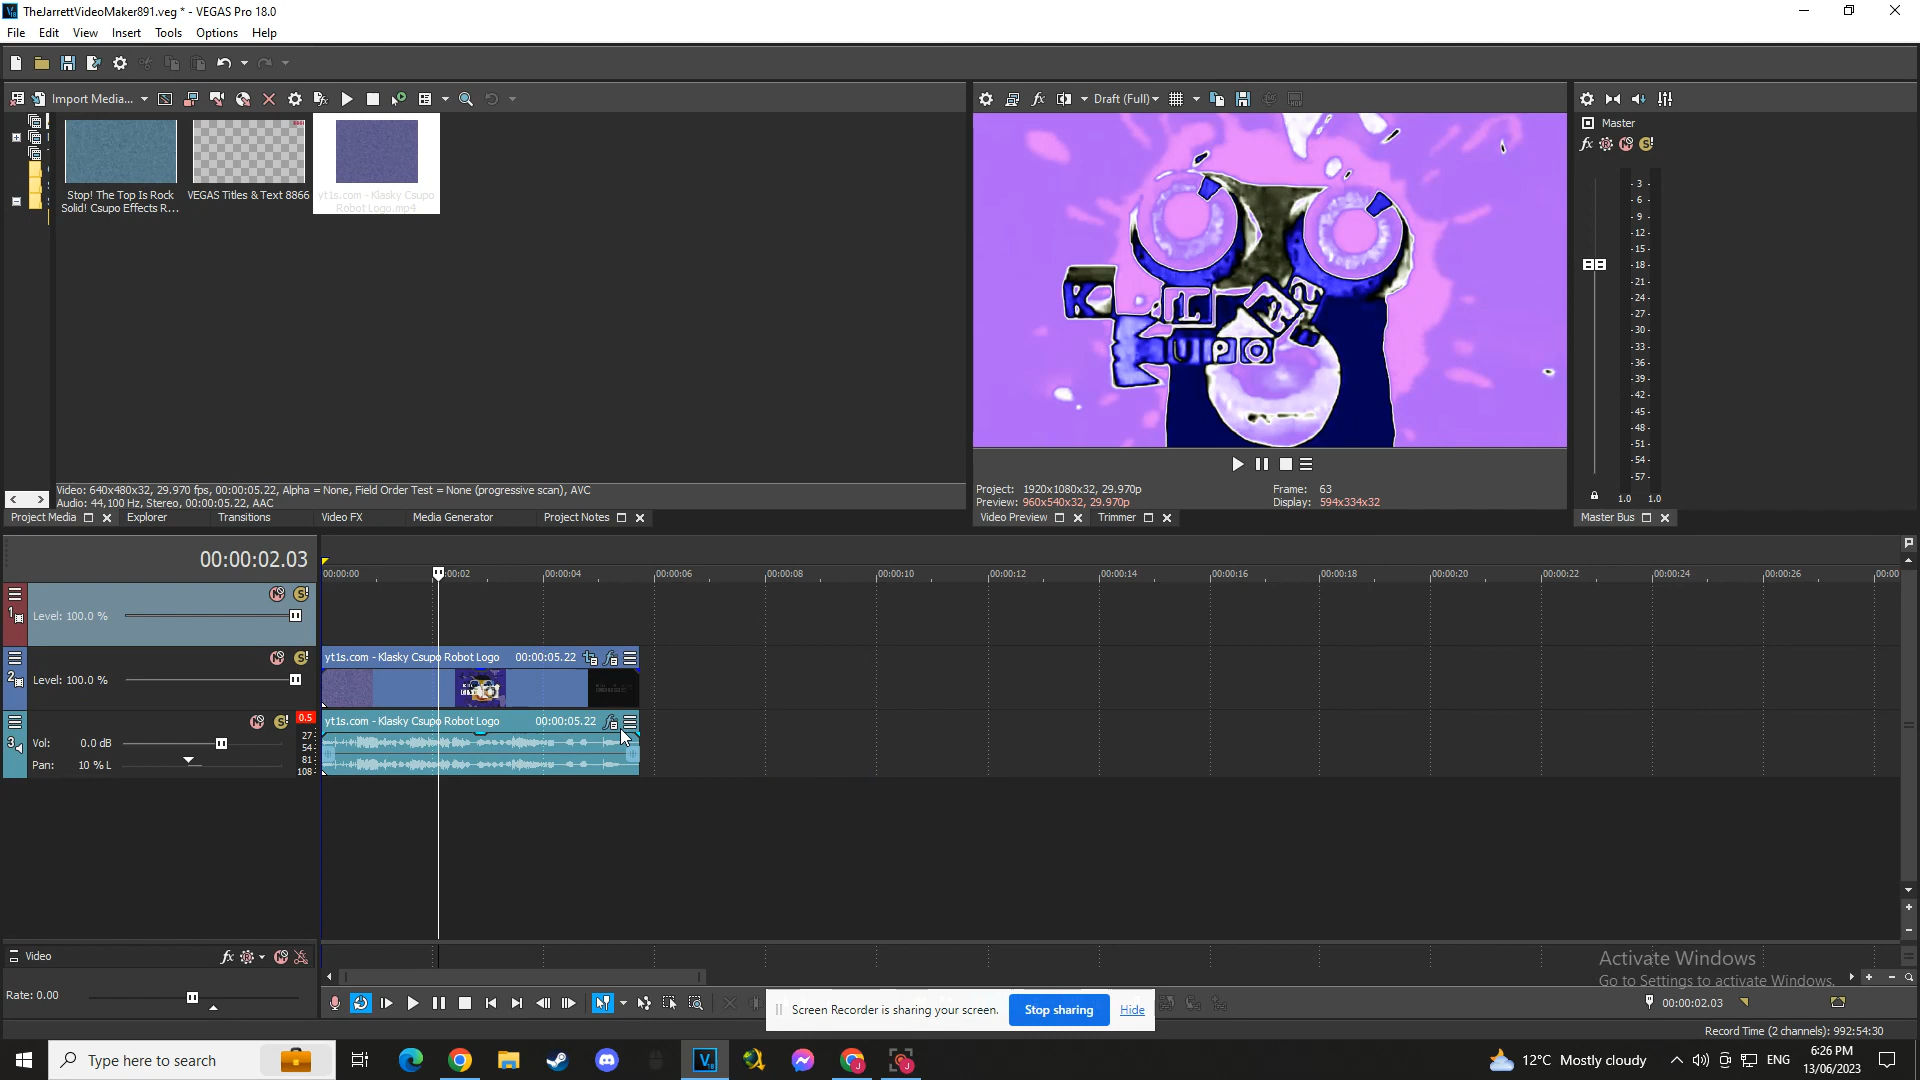 TheJarrettVideoMaker891.veg * - VEGAS Pro 18.0
File Edit View Insert Tools Options Help
Import Media...
Draft (Full)
Master
Stop! The Top Is Rock
Solid! Csupo Effects R...
VEGAS Titles & Text 8866
yt1s.com - Klasky Csupo
Robot Logo.mp4
K L
U P O
-3-
-6-
-9-
-12-
-15-
-18-
-21-
-24-
-27-
-30-
-33-
-36-
-39-
-42-
-45-
-48-
-51-
-54-
-57-
1.0 1.0
Video: 640x480x32, 29.970 fps, 00:00:05.22, Alpha = None, Field Order Test = None (progressive scan), AVC
Audio: 44,100 Hz, Stereo, 00:00:05.22, AAC
Project: 1920x1080x32, 29.970p
Preview: 960x540x32, 29.970p
Frame: 63
Display: 594x334x32
Project Media Explorer Transitions Video FX Media Generator Project Notes
Video Preview Trimmer
Master Bus
00:00:02.03
00:00:00 :00:02 00:00:04 00:00:06 00:00:08 00:00:10 00:00:12 00:00:14 00:00:16 00:00:18 00:00:20 00:00:22 00:00:24 00:00:26 00:00
1
Level: 100.0 %
2
Level: 100.0 %
yt1s.com - Klasky Csupo Robot Logo 00:00:05.22
3
0.5
27
54
81
108
Vol: 0.0 dB
Pan: 10 % L
yt1s.com - Klasky Csupo Robot Logo 00:00:05.22
Video
Rate: 0.00
Activate Windows
Go to Settings to activate Windows.
Screen Recorder is sharing your screen. Stop sharing Hide
00:00:02.03
Record Time (2 channels): 992:54:30
Type here to search
12°C Mostly cloudy
ENG
6:26 PM
13/06/2023